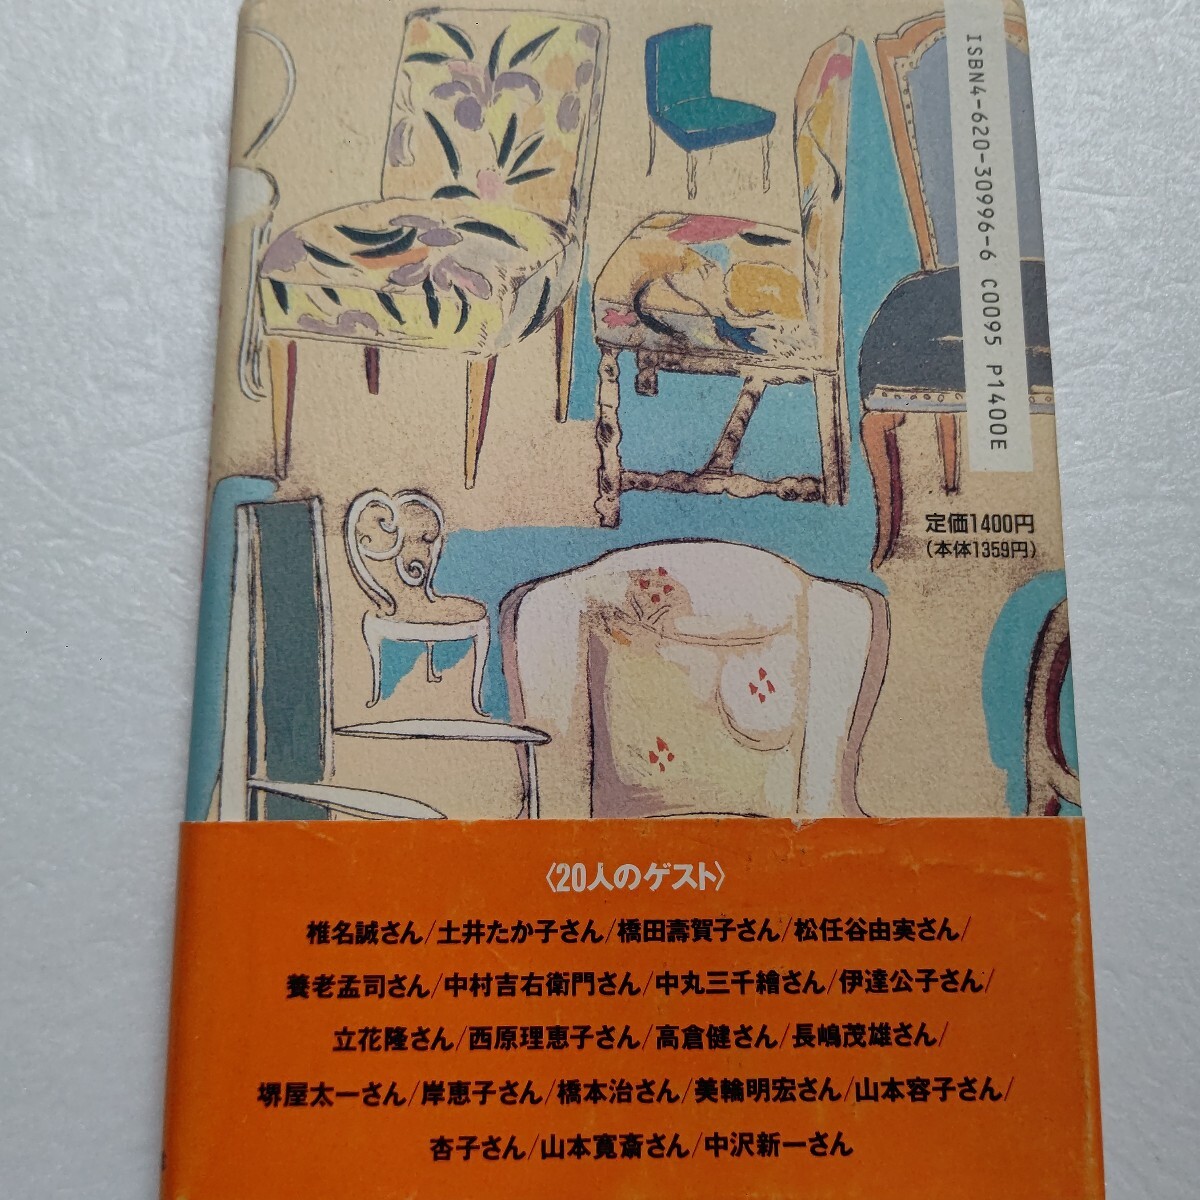 ISBN4-620-30996-6 C0095 P1400E
定価1400円
(本体1359円)
〈20人のゲスト〉
椎名誠さん/土井たか子さん/橋田壽賀子さん/松任谷由実さん/
養老孟司さん/中村吉右衛門さん/中丸三千繪さん/伊達公子さん/
立花隆さん/西原理恵子さん/高倉健さん/長嶋茂雄さん/
堺屋太一さん/岸恵子さん/橋本治さん/美輪明宏さん/山本容子さん/
杏子さん/山本寛斎さん/中沢新一さん